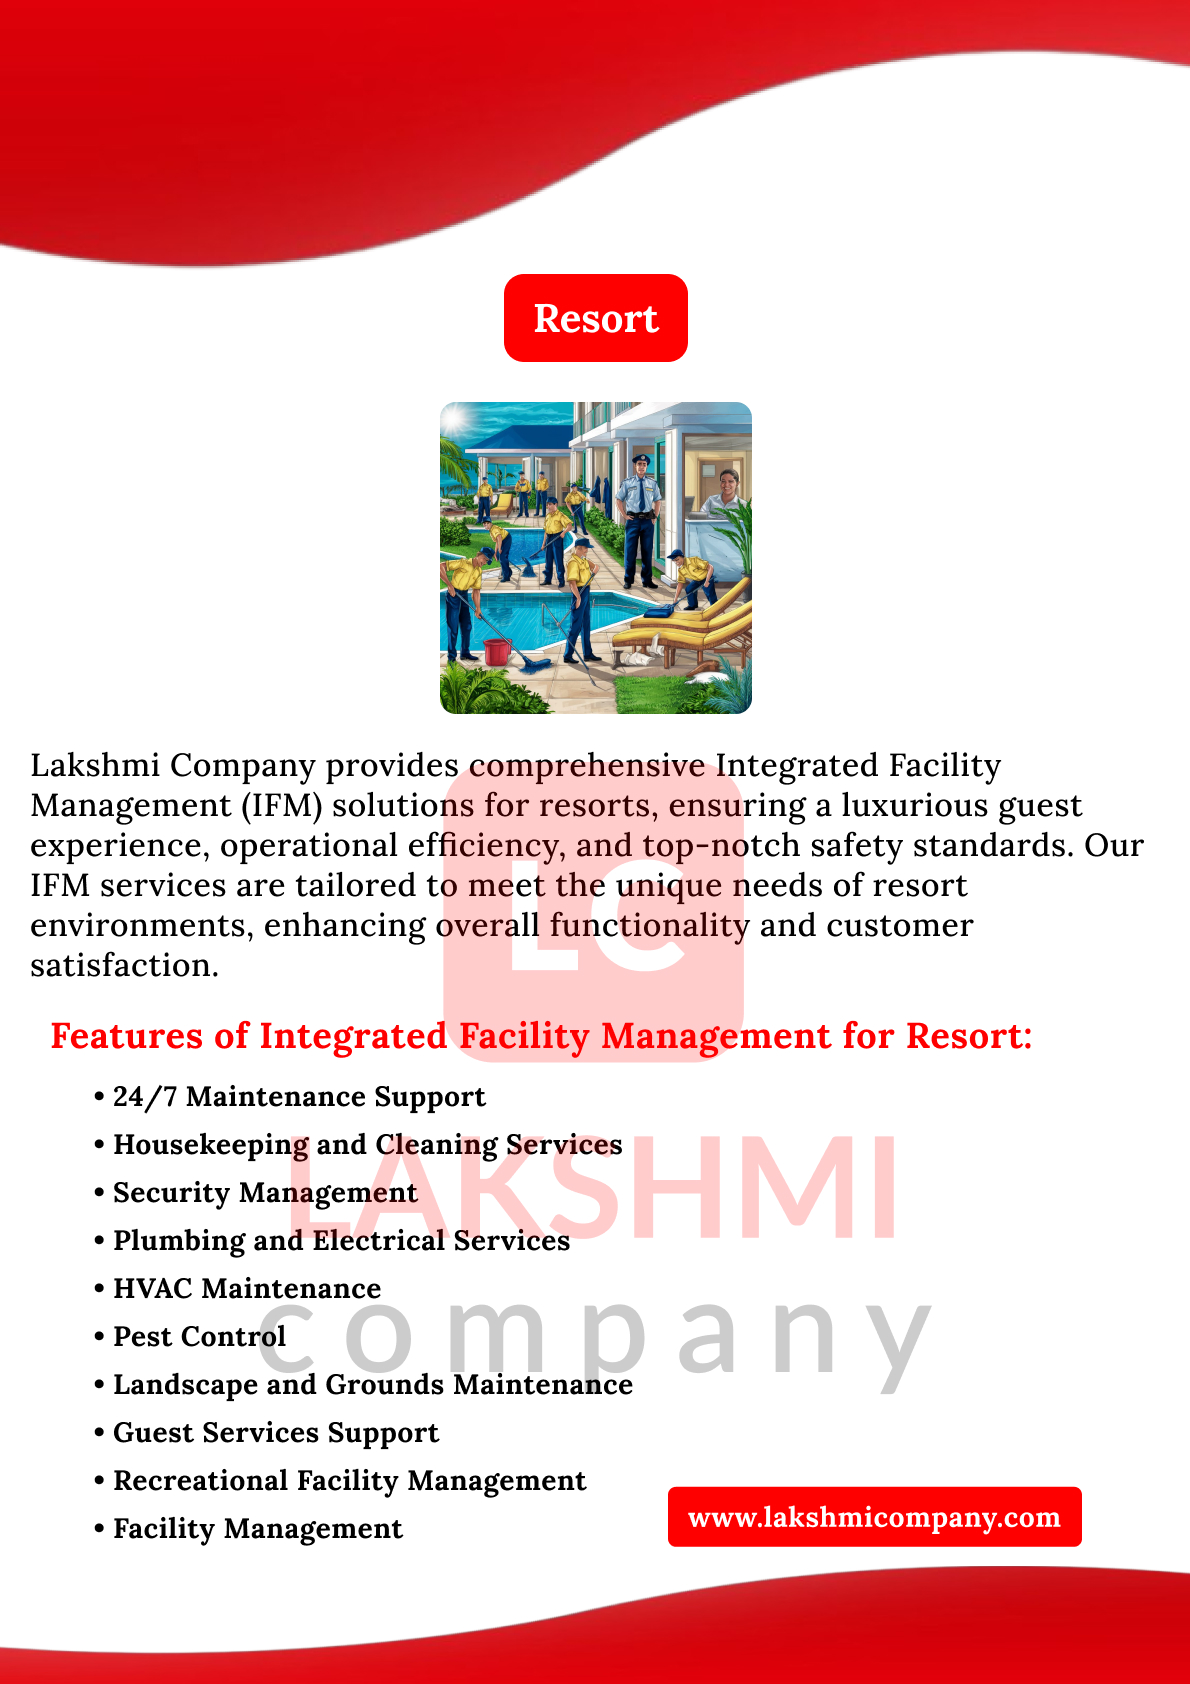 Resort
Lakshmi Company provides comprehensive Integrated Facility
Management (IFM) solutions for resorts, ensuring a luxurious guest
experience, operational efficiency, and top-notch safety standards. Our
IFM services are tailored to meet the unique needs of resort
environments, enhancing overall functionality and customer
satisfaction.
LC
Features of Integrated Facility Management for Resort:
• 24/7 Maintenance Support
• Housekeeping and Cleaning Services
LAKSHMI
• Security Management
• Plumbing and Electrical Services
• HVAC Maintenance
company
• Pest Control
• Landscape and Grounds Maintenance
• Guest Services Support
• Recreational Facility Management
• Facility Management
www.lakshmicompany.com